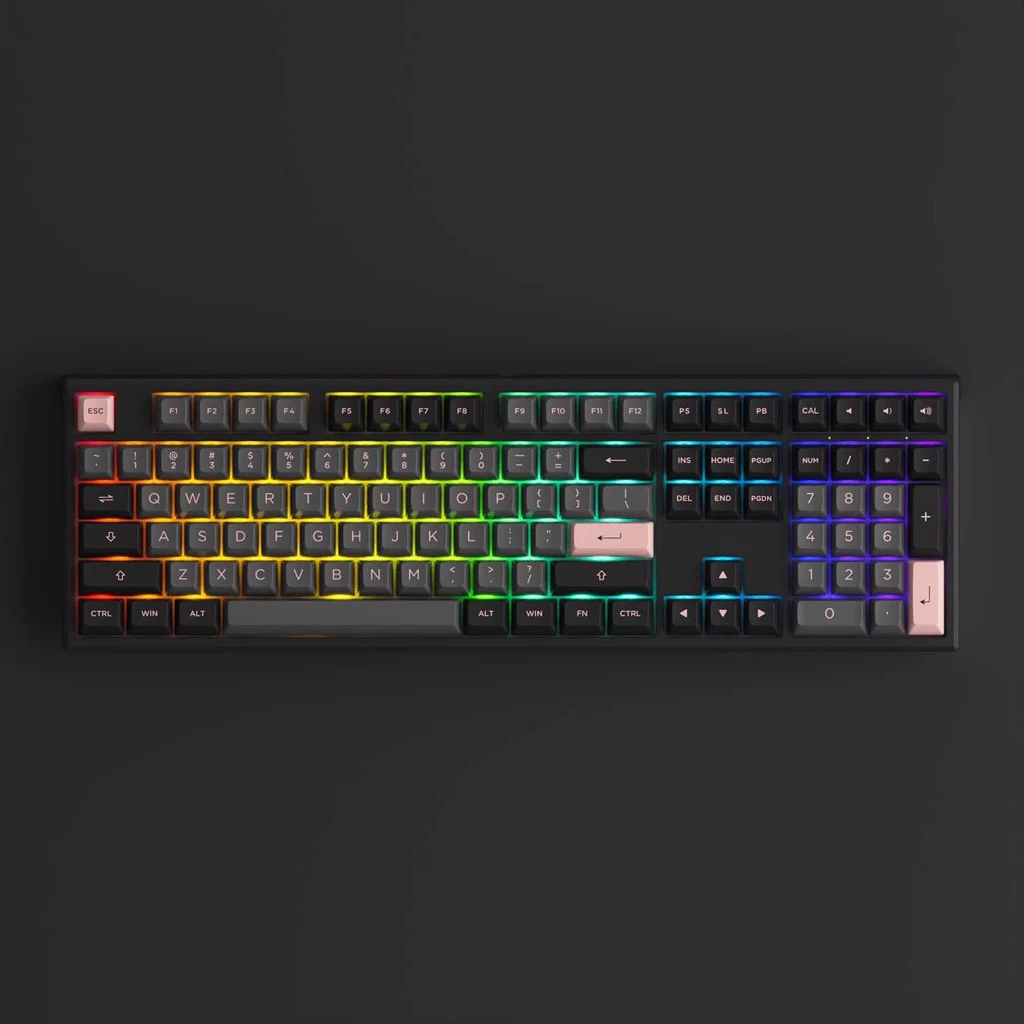 ESC F1 F2 F3 F4 F5 F6 F7 F8 F9 F10 F11 F12 PS SL PB CAL
~ ! @ # $ % ^ & * ( ) _ +
` 1 2 3 4 5 6 7 8 9 0 - = INS HOME PGUP NUM / * -
Q W E R T Y U I O P { } |
[ ] \ DEL END PGDN 7 8 9 +
A S D F G H J K L : "
; ' 4 5 6
Z X C V B N M < > ?
, . / 1 2 3
CTRL WIN ALT ALT WIN FN CTRL 0 .